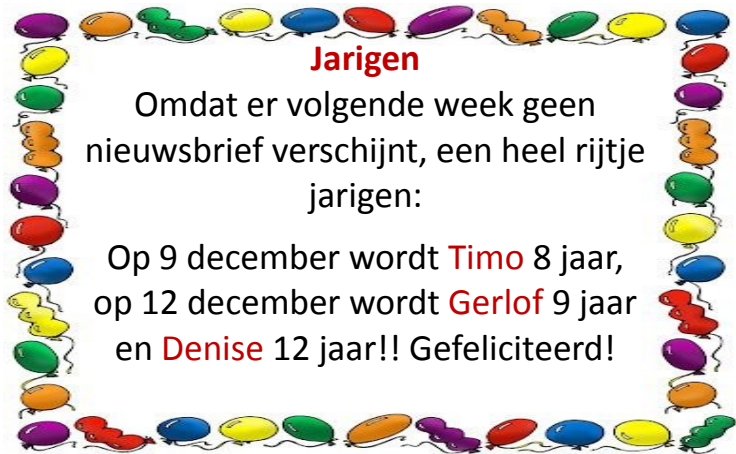 Jarigen
Omdat er volgende week geen
nieuwsbrief verschijnt, een heel rijtje
jarigen:
Op 9 december wordt Timo 8 jaar,
op 12 december wordt Gerlof 9 jaar
en Denise 12 jaar!! Gefeliciteerd!